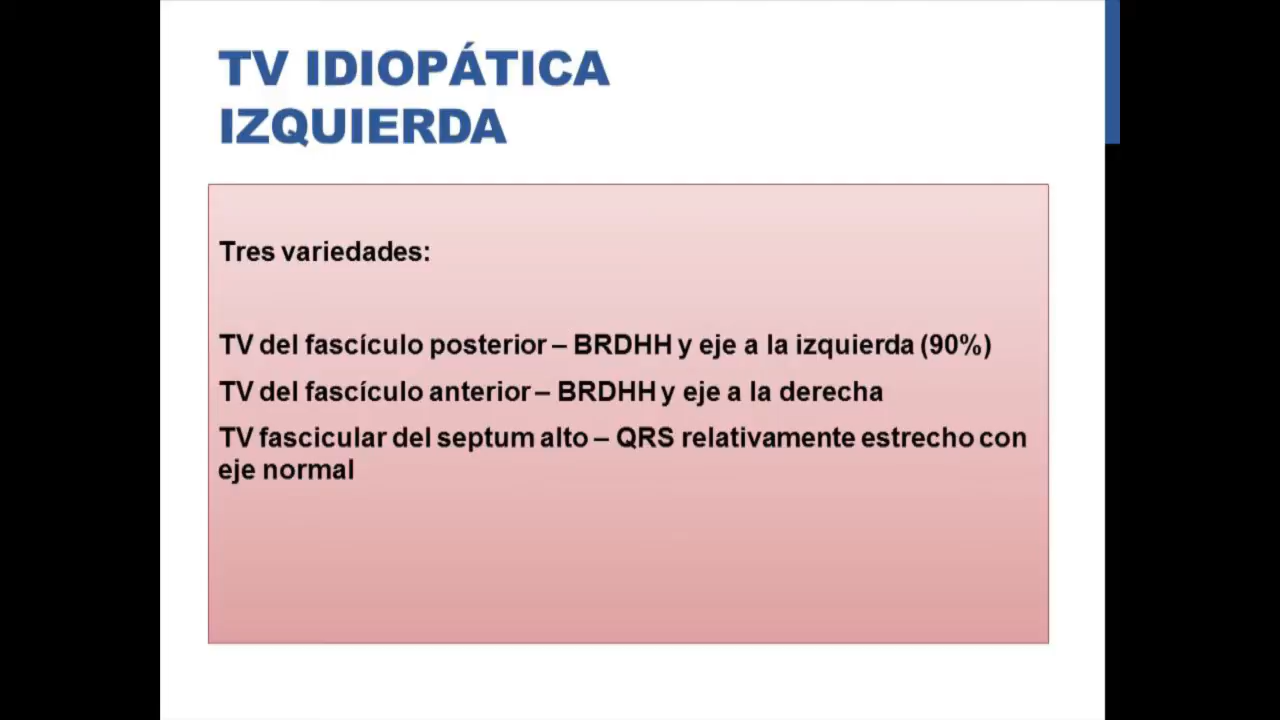 TV IDIOPÁTICA
IZQUIERDA
Tres variedades:
TV del fascículo posterior – BRDHH y eje a la izquierda (90%)
TV del fascículo anterior – BRDHH y eje a la derecha
TV fascicular del septum alto – QRS relativamente estrecho con
eje normal